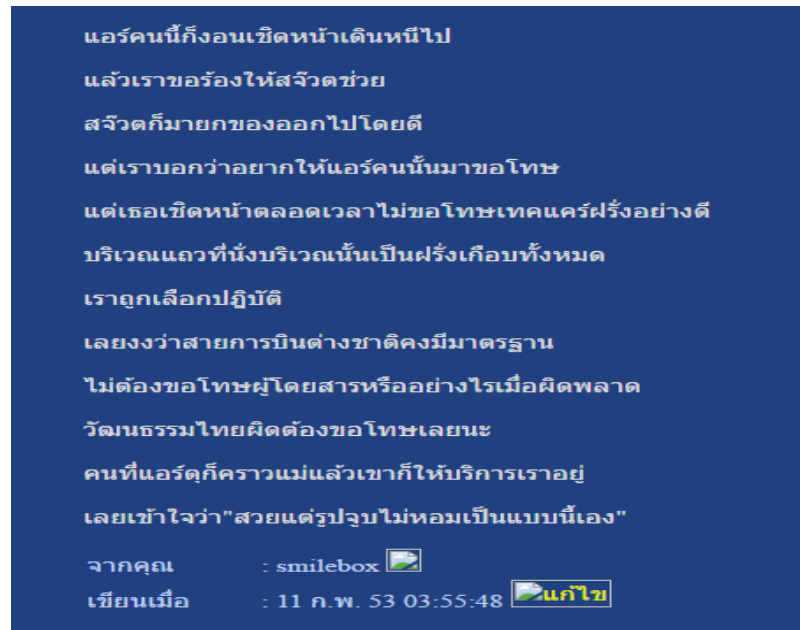 แอร์คนนี้ก็งอนเชิดหน้าเดินหนีไป
แล้วเราขอร้องให้สจ๊วตช่วย
สจ๊วตก็มายกของออกไปโดยดี
แต่เราบอกว่าอยากให้แอร์คนนั้นมาขอโทษ
แต่เธอเชิดหน้าตลอดเวลาไม่ขอโทษเทคแคร์ฝรั่งอย่างดี
บริเวณแถวที่นั่งบริเวณนั้นเป็นฝรั่งเกือบทั้งหมด
เราถูกเลือกปฏิบัติ
เลยงงว่าสายการบินต่างชาติคงมีมาตรฐาน
ไม่ต้องขอโทษผู้โดยสารหรืออย่างไรเมื่อผิดพลาด
วัฒนธรรมไทยผิดต้องขอโทษเลยนะ
คนที่แอร์ดุก็คราวแม่แล้วเขาก็ให้บริการเราอยู่
เลยเข้าใจว่า"สวยแต่รูปจูบไม่หอมเป็นแบบนี้เอง"
จากคุณ : smilebox
เขียนเมื่อ : 11 ก.พ. 53 03:55:48 แก้ไข